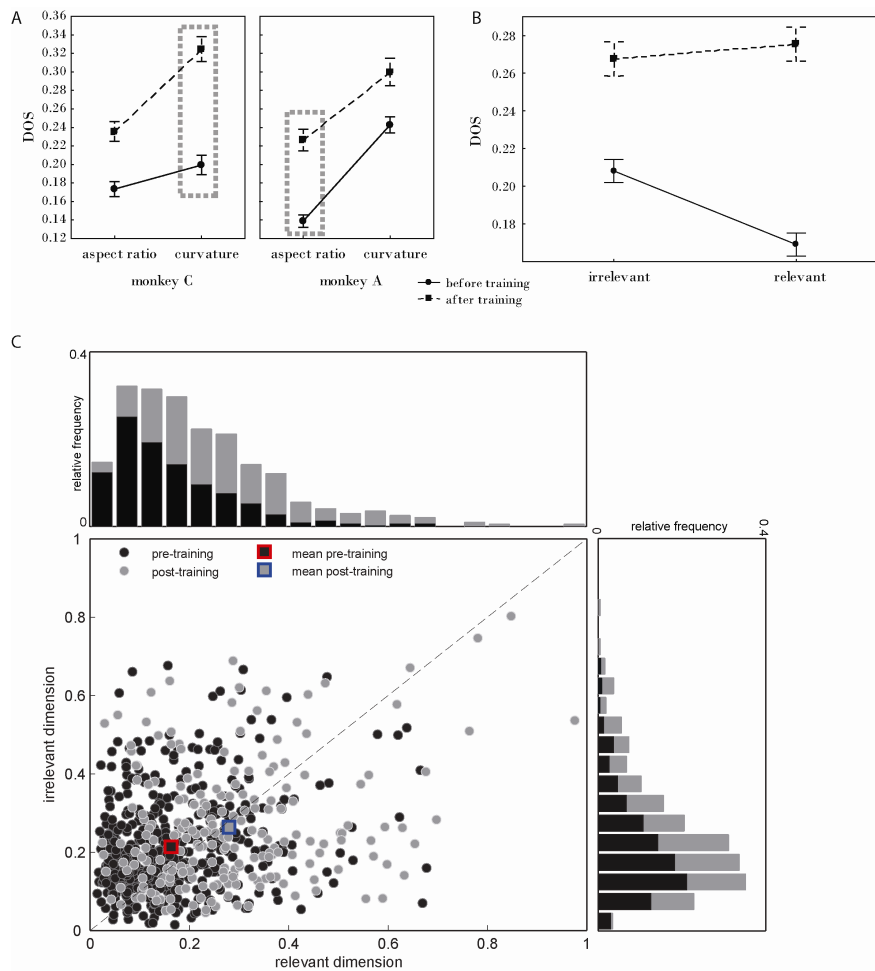 A
B
0.36
0.34
0.32
0.30
0.28
0.26
0.24
0.22
0.20
0.18
0.16
0.14
0.12
DOS
aspect ratio curvature
monkey C
aspect ratio curvature
monkey A
0.28
0.26
0.24
0.22
0.20
0.18
DOS
irrelevant relevant
before training
after training
C
0.4
0
relative frequency
relative frequency
0
0.4
pre-training
post-training
mean pre-training
mean post-training
1
0.8
0.6
0.4
0.2
0
irrelevant dimension
0 0.2 0.4 0.6 0.8 1
relevant dimension